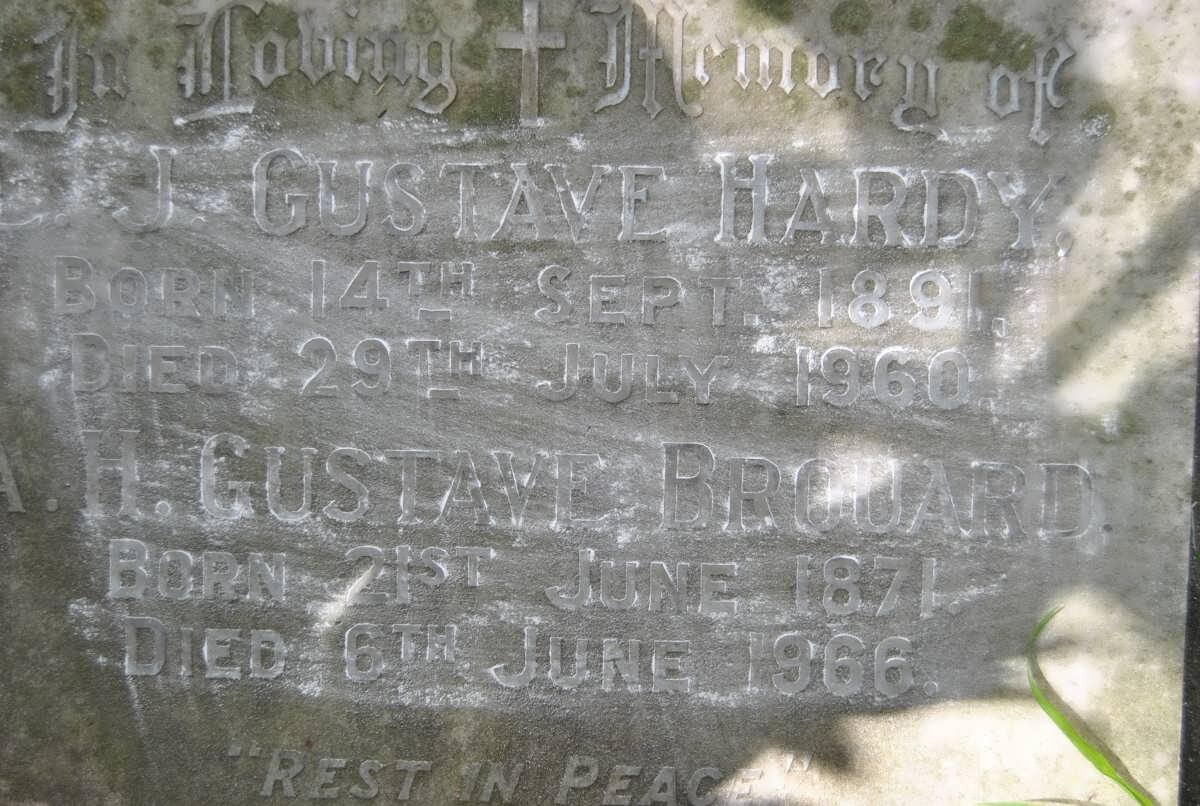 In Loving Memory of
J. GUSTAVE HARDY,
BORN 14TH SEPT. 1891,
DIED 29TH JULY 1960.
A. H. GUSTAVE BROUARD.
BORN 21ST JUNE 1871.
DIED 6TH JUNE 1966.
"REST IN PEACE"